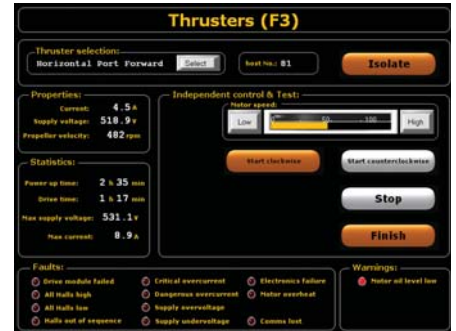 Thrusters (F3)
Thruster selection:
Horizontal Port Forward
Select
host No.: 81
Isolate
Properties:
Current: 4.5 A
Supply voltage: 518.9 v
Propeller velocity: 482 rpm
Independent control & Test:
Motor speed:
Low
50
100
High
Start clockwise
Start counterclockwise
Stop
Finish
Statistics:
Power up time: 2 h 35 min
Drive time: 1 h 17 min
Max supply voltage: 531.1 v
Max current: 8.9 A
Faults:
Drive module failed
Critical overcurrent
Electronics failure
All Halls high
Dangerous overcurrent
Motor overheat
All Halls low
Supply overvoltage
Halls out of sequence
Supply undervoltage
Comms lost
Warnings:
Motor oil level low